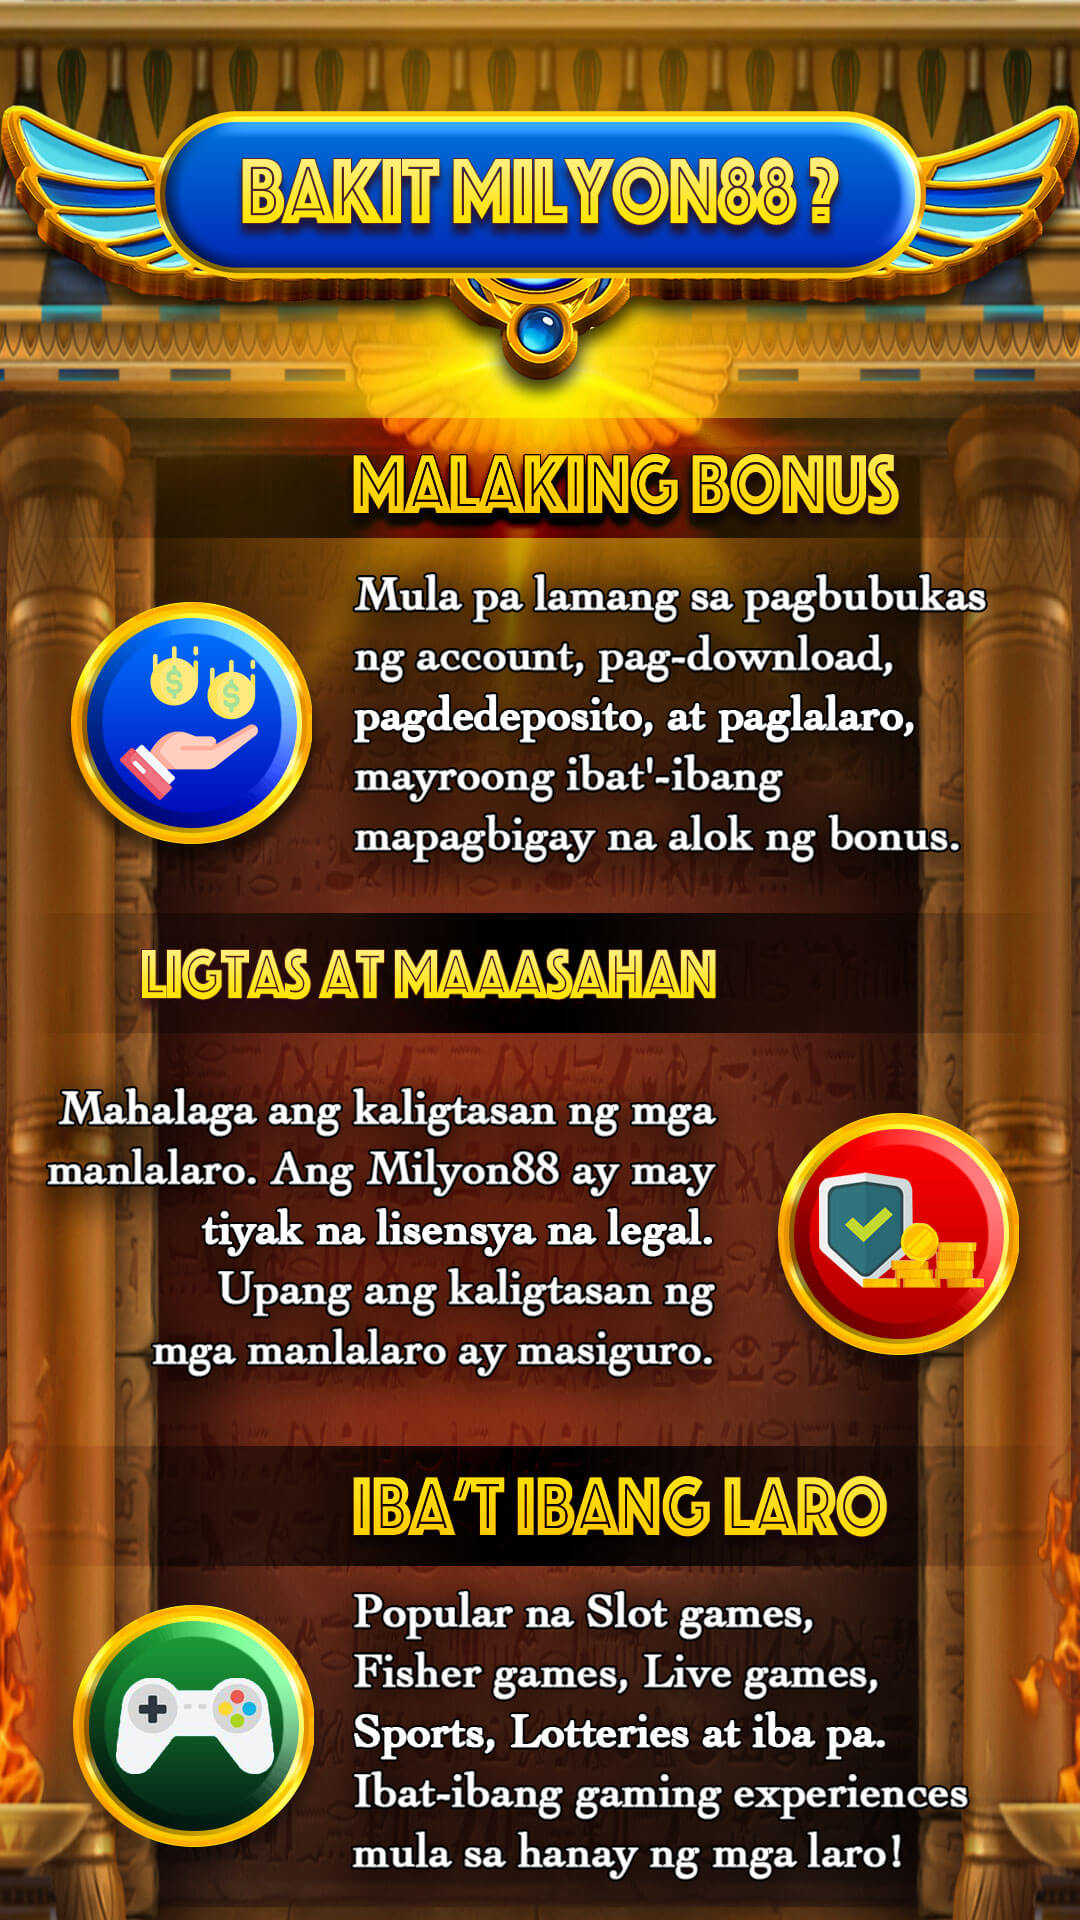 BAKIT MILYON88 ?
MALAKING BONUS
Mula pa lamang sa pagbubukas
ng account, pag-download,
pagdedeposito, at paglalaro,
mayroong ibat'-ibang
mapagbigay na alok ng bonus.
LIGTAS AT MAAASAHAN
Mahalaga ang kaligtasan ng mga
manlalaro. Ang Milyon88 ay may
tiyak na lisensya na legal.
Upang ang kaligtasan ng
mga manlalaro ay masiguro.
IBA'T IBANG LARO
Popular na Slot games,
Fisher games, Live games,
Sports, Lotteries at iba pa.
Ibat-ibang gaming experiences
mula sa hanay ng mga laro!